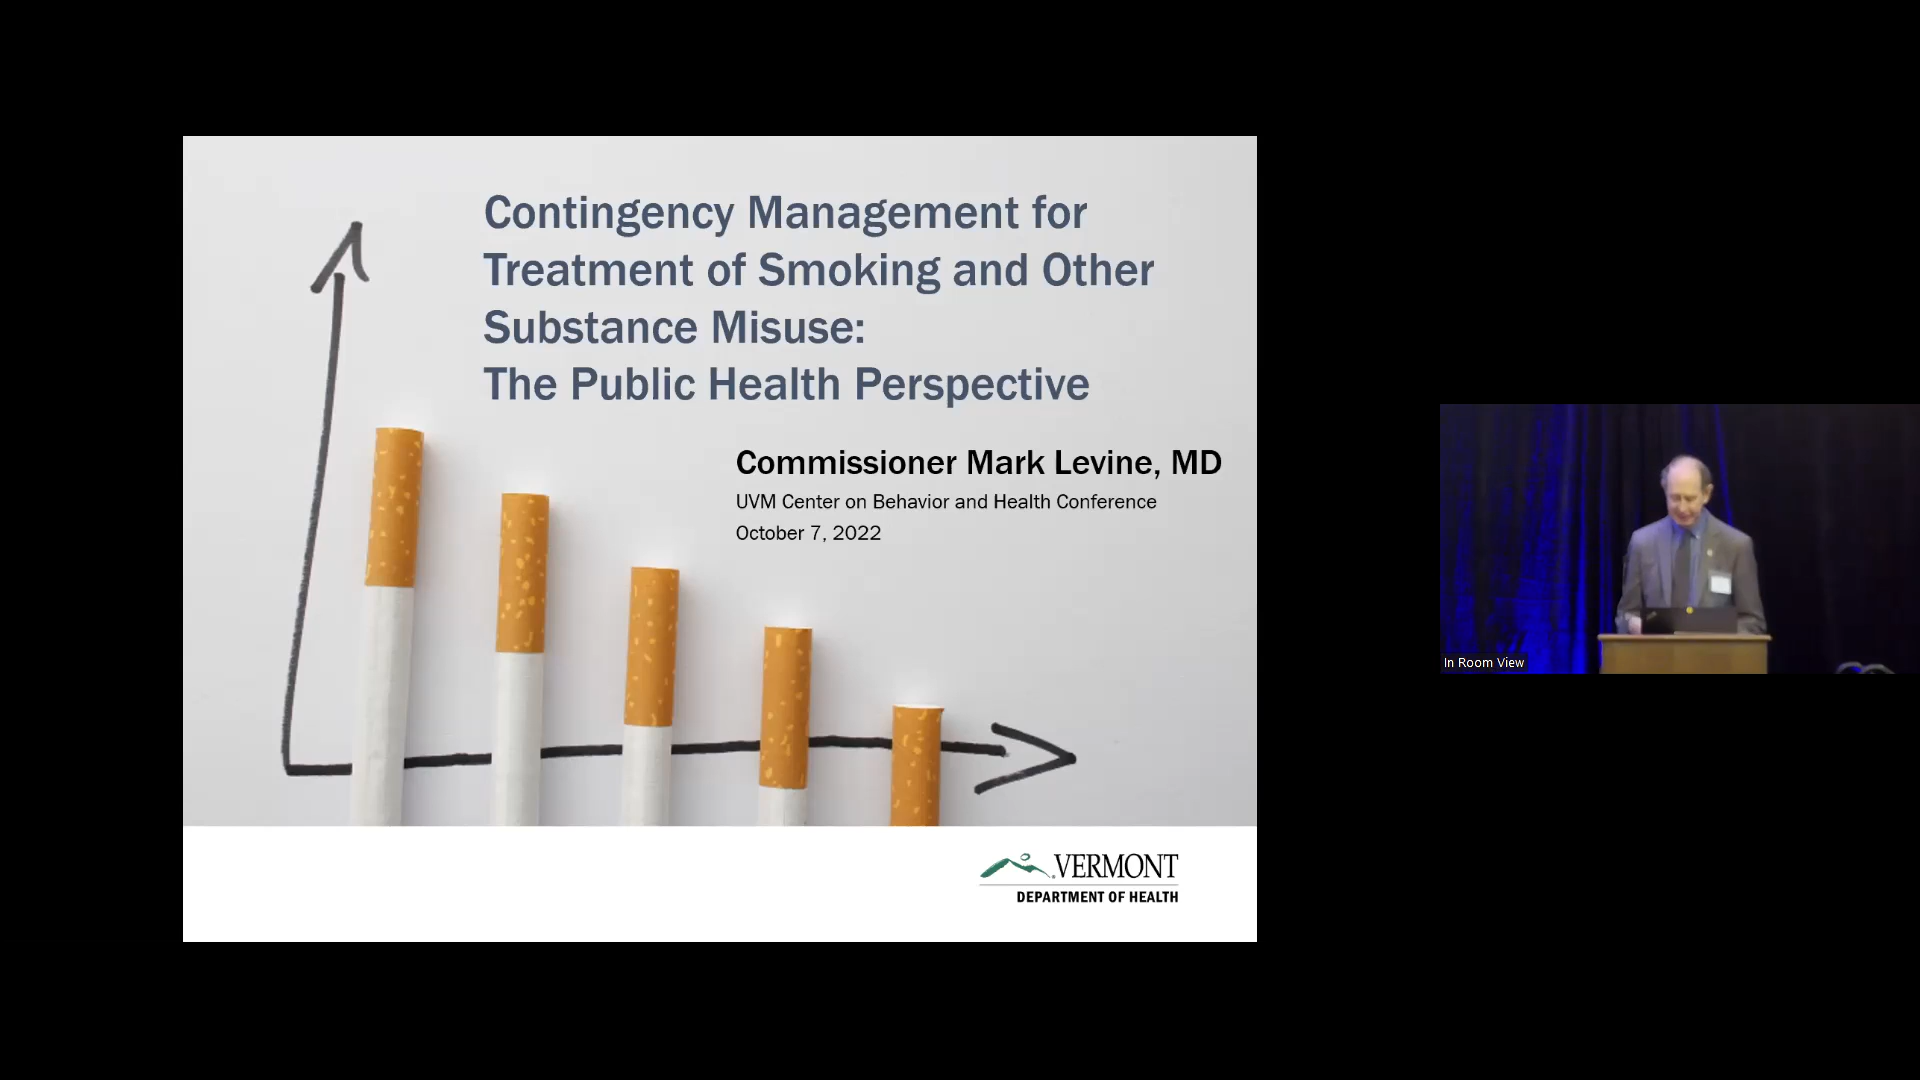 Contingency Management for
Treatment of Smoking and Other
Substance Misuse:
The Public Health Perspective
Commissioner Mark Levine, MD
UVM Center on Behavior and Health Conference
October 7, 2022
VERMONT
DEPARTMENT OF HEALTH
In Room View